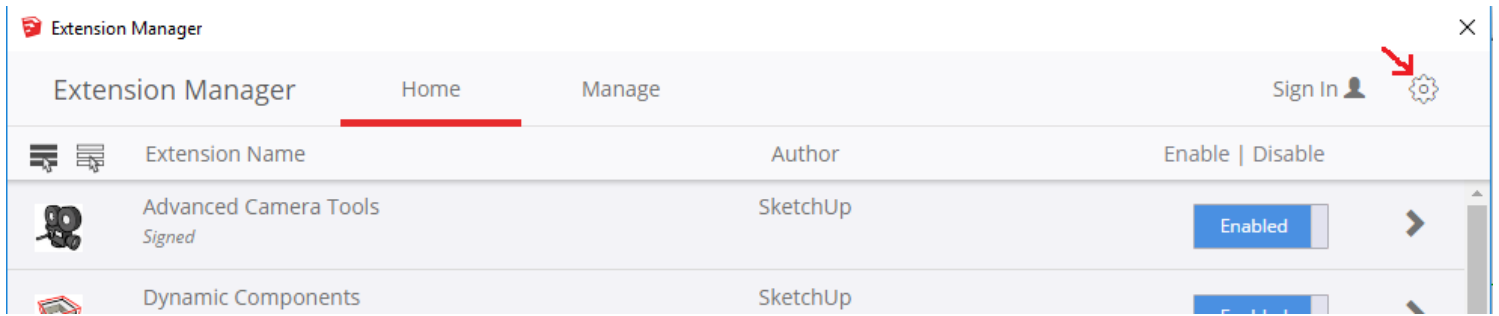 Extension Manager
Extension Manager Home Manage Sign In
Extension Name Author Enable | Disable
Advanced Camera Tools SketchUp
Signed Enabled
Dynamic Components SketchUp
Enabled